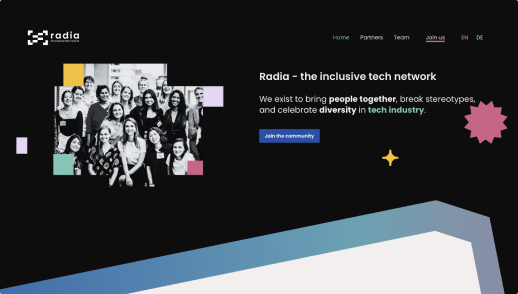 radia
Home
Partners
Team
Join us
EN
DE
Radia - the inclusive tech network
We exist to bring people together, break stereotypes,
and celebrate diversity in tech industry.
Join the community